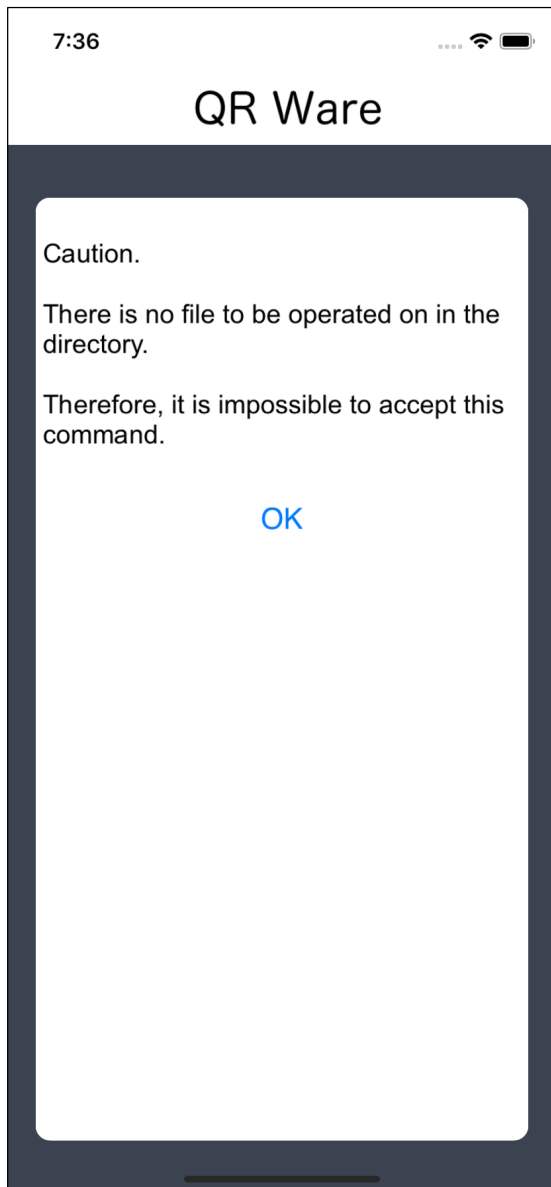 7:36
QR Ware
Caution.
There is no file to be operated on in the
directory.
Therefore, it is impossible to accept this
command.
OK